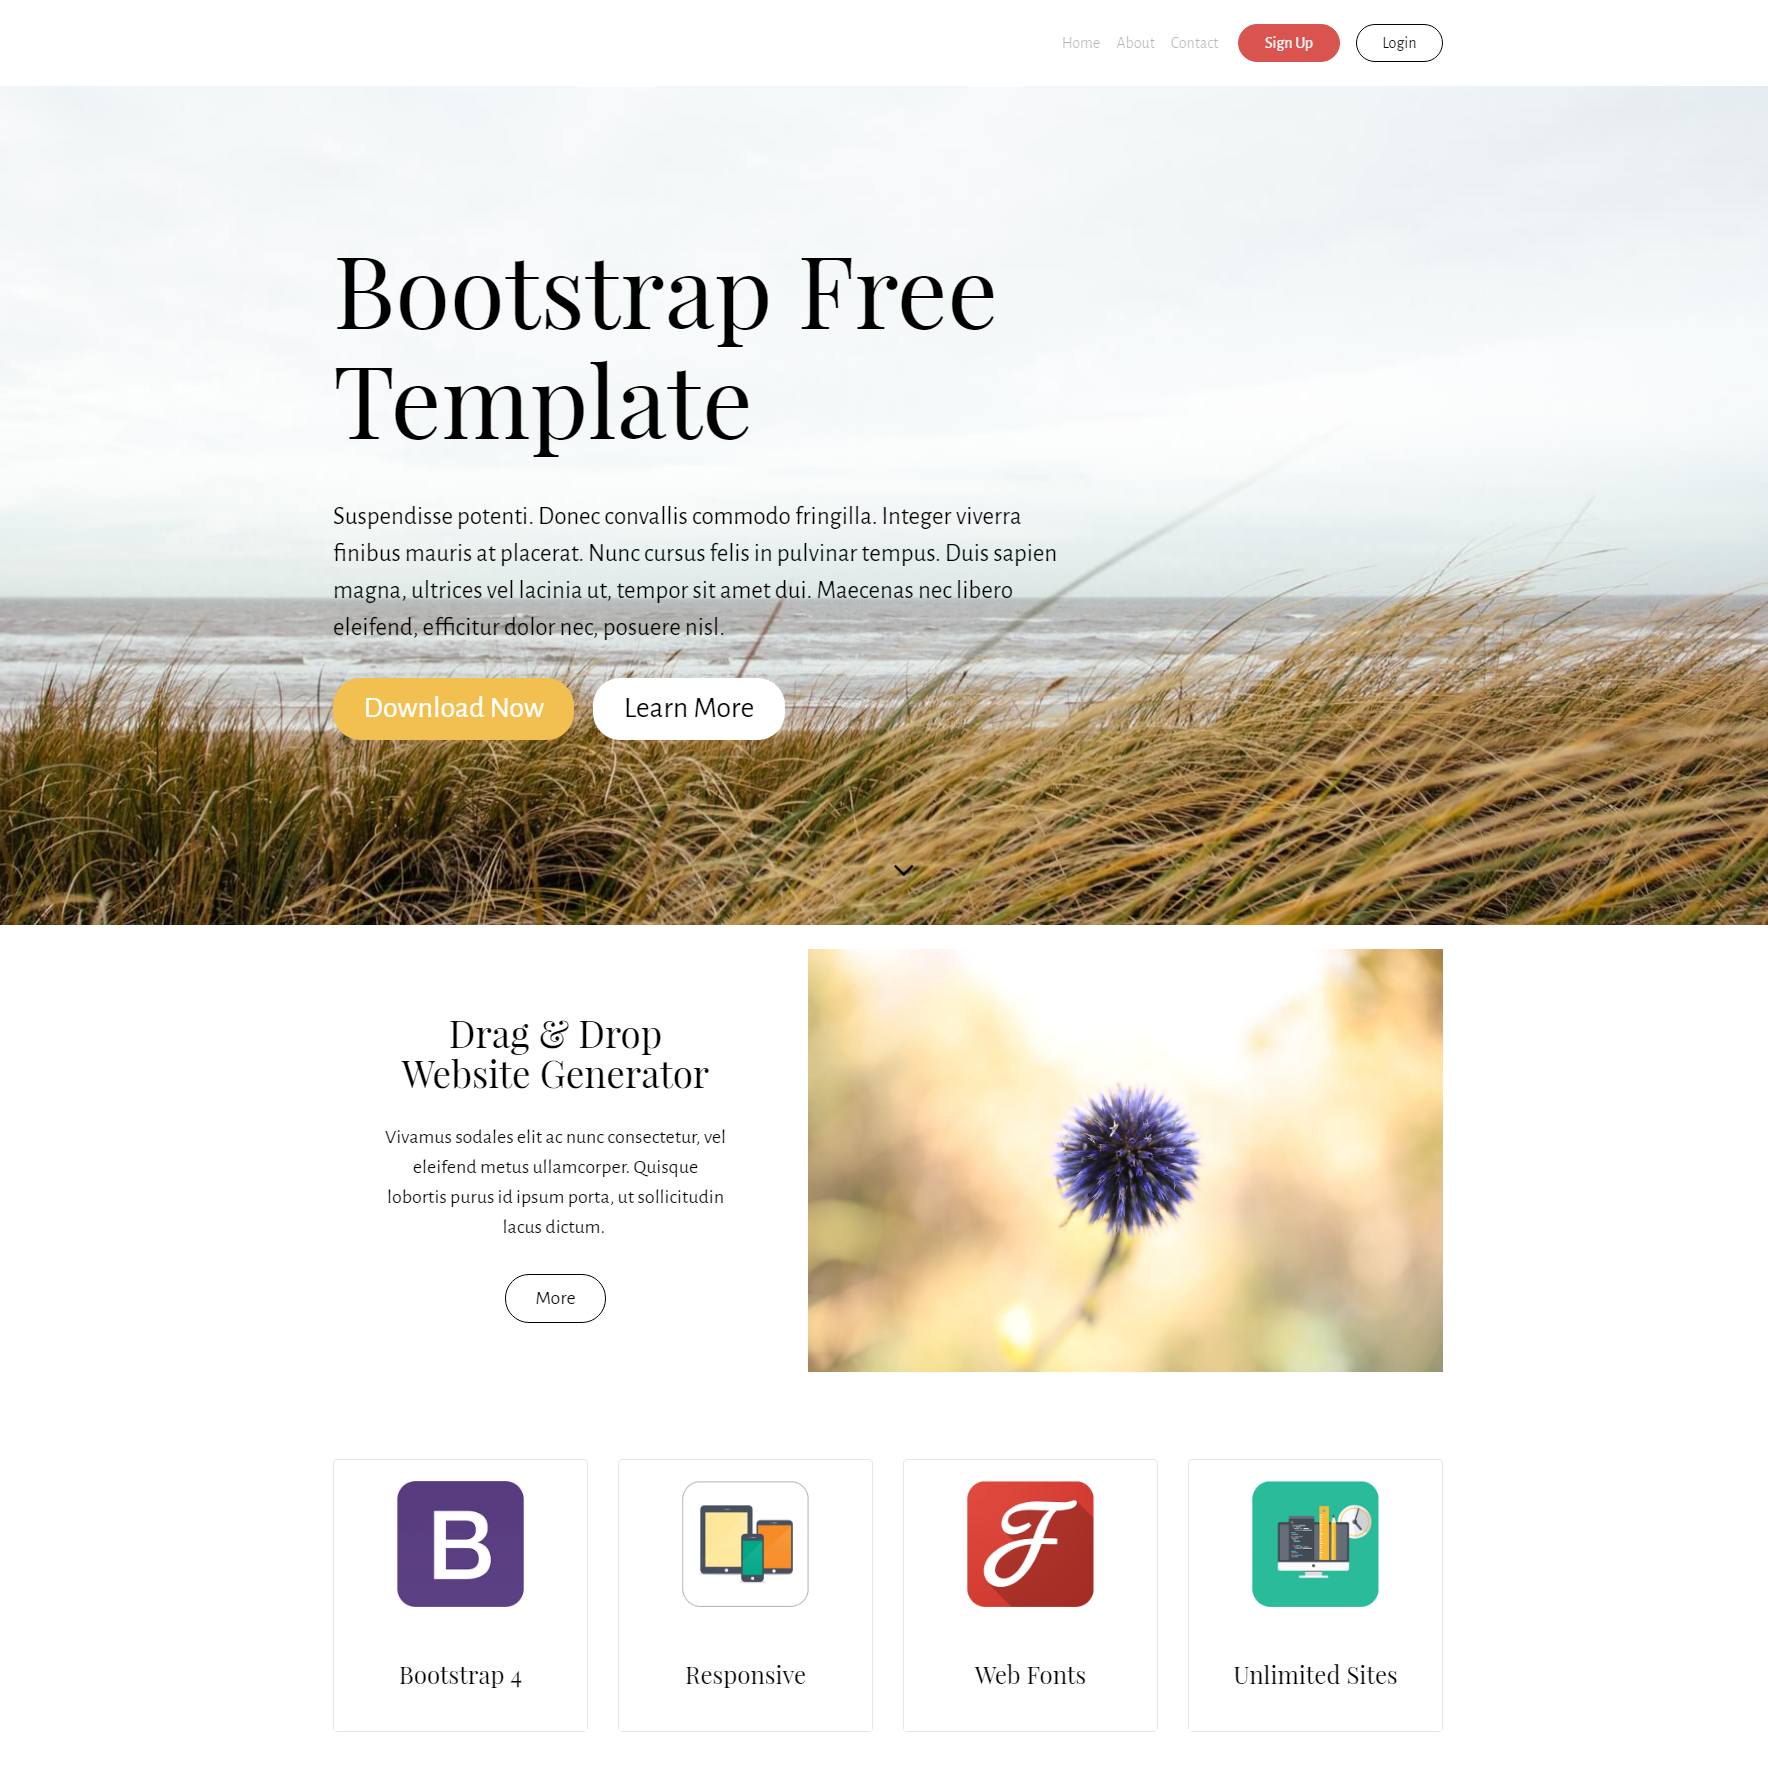 Home About Contact Sign Up Login
Bootstrap Free
Template
Suspendisse potenti. Donec convallis commodo fringilla. Integer viverra
finibus mauris at placerat. Nunc cursus felis in pulvinar tempus. Duis sapien
magna, ultrices vel lacinia ut, tempor sit amet dui. Maecenas nec libero
eleifend, efficitur dolor nec, posuere nisl.
Download Now Learn More
Drag & Drop
Website Generator
Vivamus sodales elit ac nunc consectetur, vel
eleifend metus ullamcorper. Quisque
lobortis purus id ipsum porta, ut sollicitudin
lacus dictum.
More
B
F
Bootstrap 4
Responsive
Web Fonts
Unlimited Sites